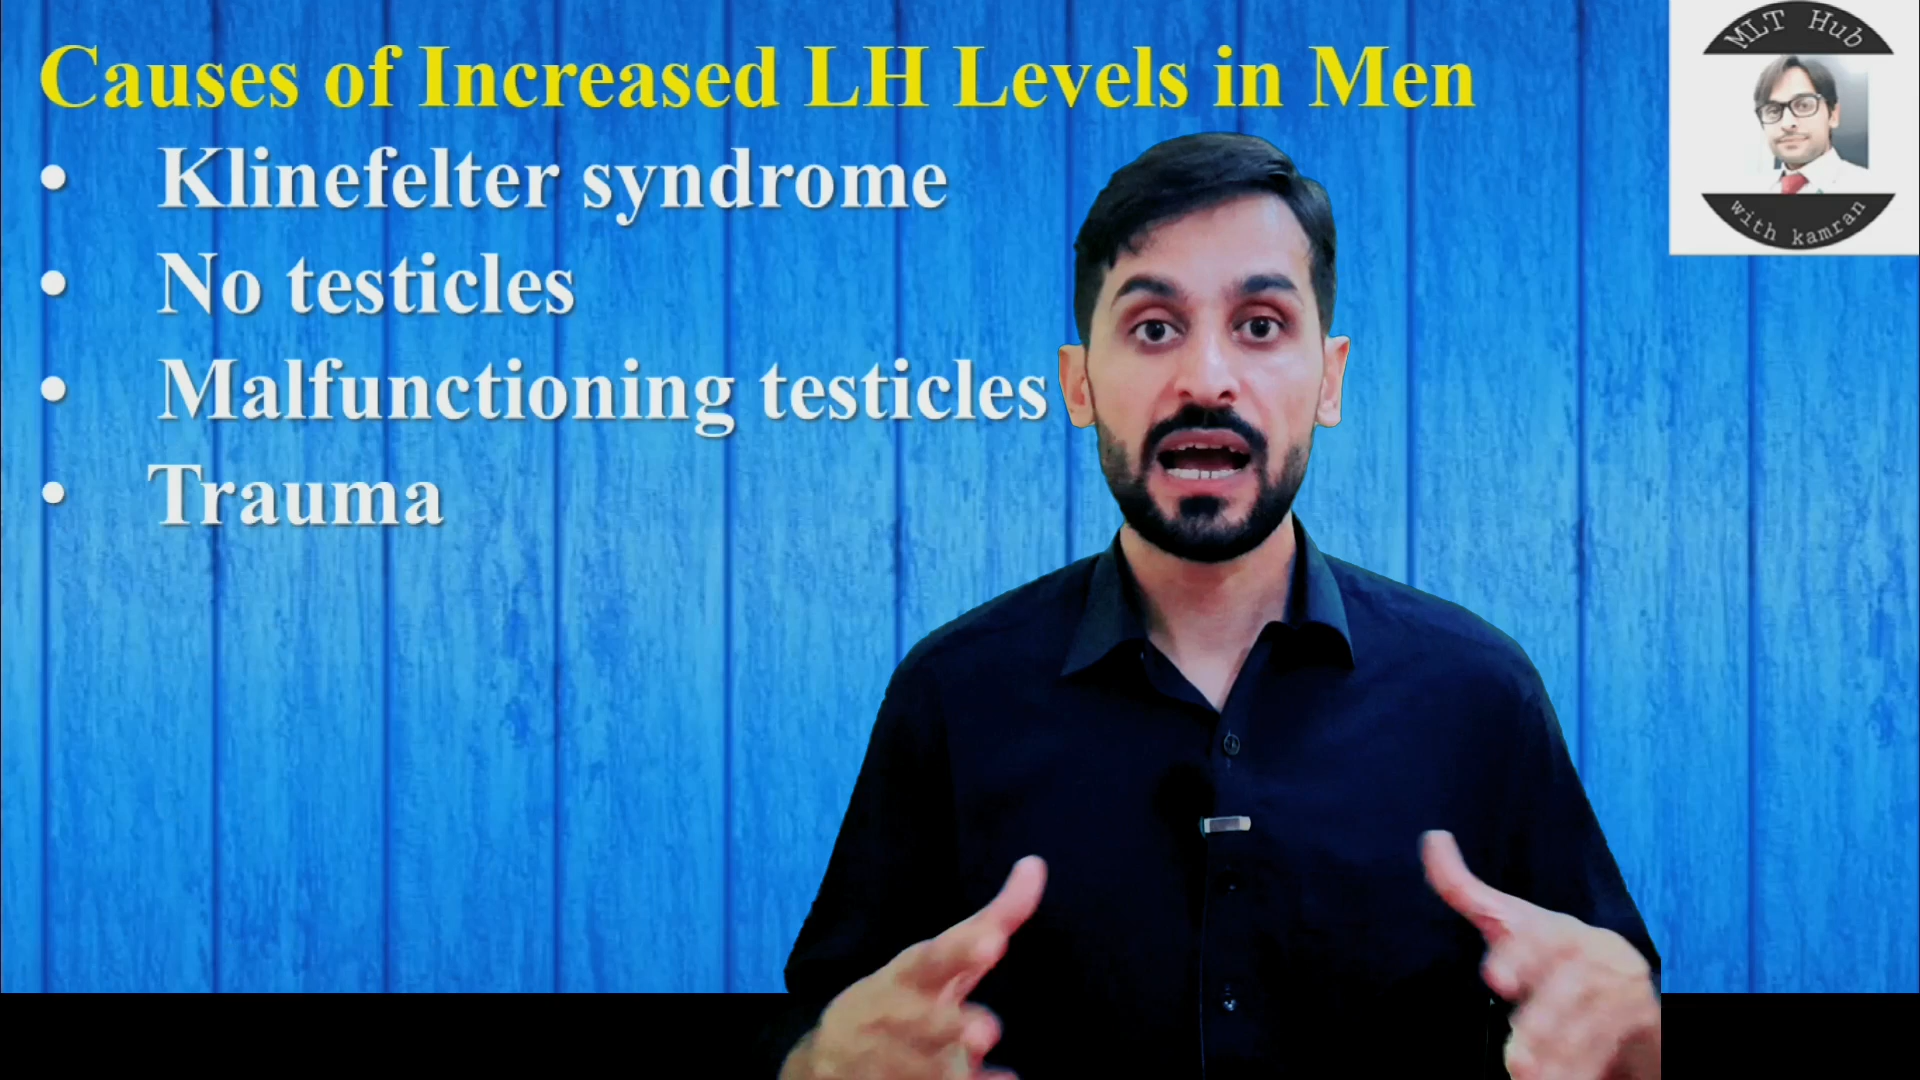 Causes of Increased LH Levels in Men
• Klinefelter syndrome
• No testicles
• Malfunctioning testicles
• Trauma
MLT Hub
with kamran